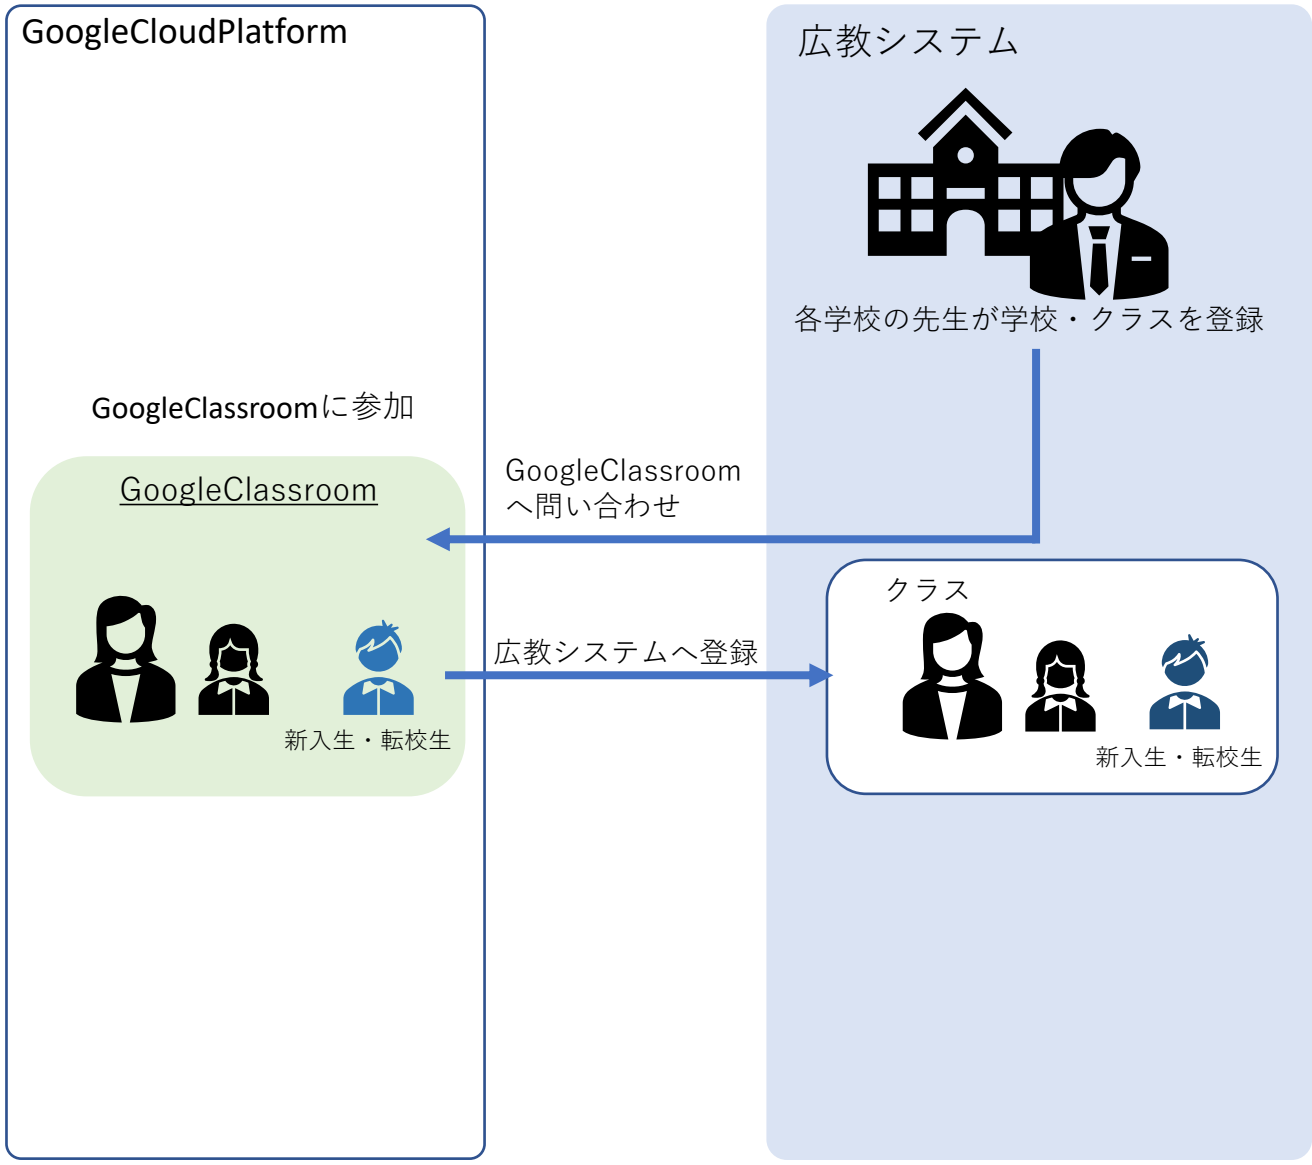 GoogleCloudPlatform
広教システム
各学校の先生が学校・クラスを登録
GoogleClassroomに参加
GoogleClassroom
GoogleClassroom
へ問い合わせ
クラス
広教システムへ登録
新入生・転校生
新入生・転校生